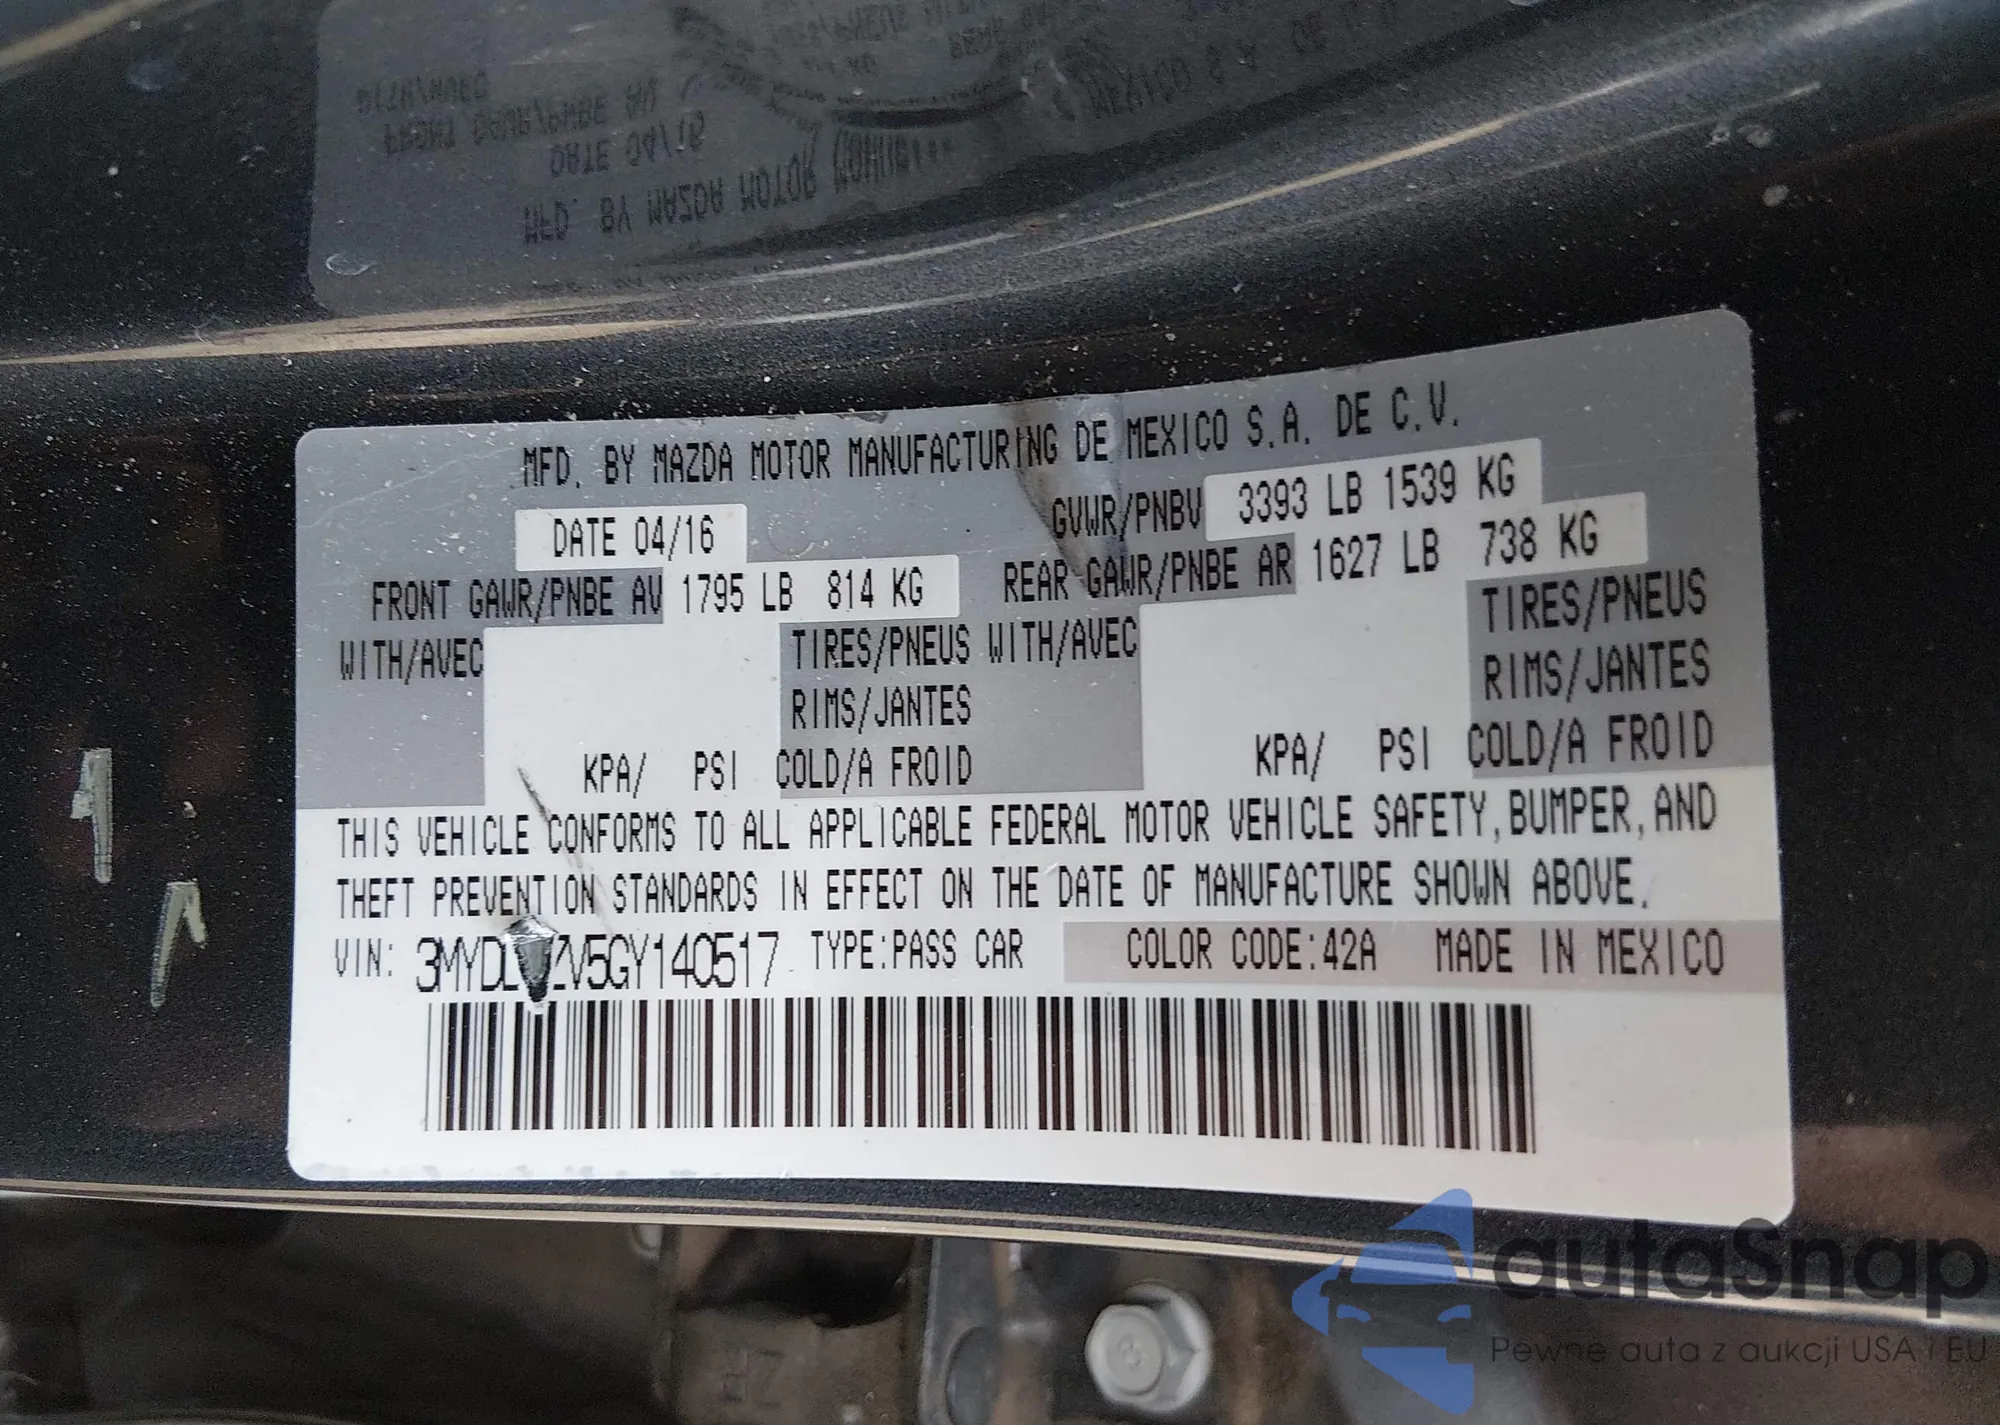 MFD. BY MAZDA MOTOR MANUFACTURING DE MEXICO S.A. DE C.V.
DATE 04/16 GVWR/PNBV 3393 LB 1539 KG
FRONT GAWR/PNBE AV 1795 LB 814 KG REAR GAWR/PNBE AR 1627 LB 738 KG
WITH/AVEC TIRES/PNEUS WITH/AVEC TIRES/PNEUS
RIMS/JANTES RIMS/JANTES
KPA/ PSI COLD/A FROID KPA/ PSI COLD/A FROID
THIS VEHICLE CONFORMS TO ALL APPLICABLE FEDERAL MOTOR VEHICLE SAFETY, BUMPER, AND
THEFT PREVENTION STANDARDS IN EFFECT ON THE DATE OF MANUFACTURE SHOWN ABOVE.
VIN: TYPE:PASS CAR COLOR CODE:42A MADE IN MEXICO
autaSnap
Pewne auta z aukcji USA i EU